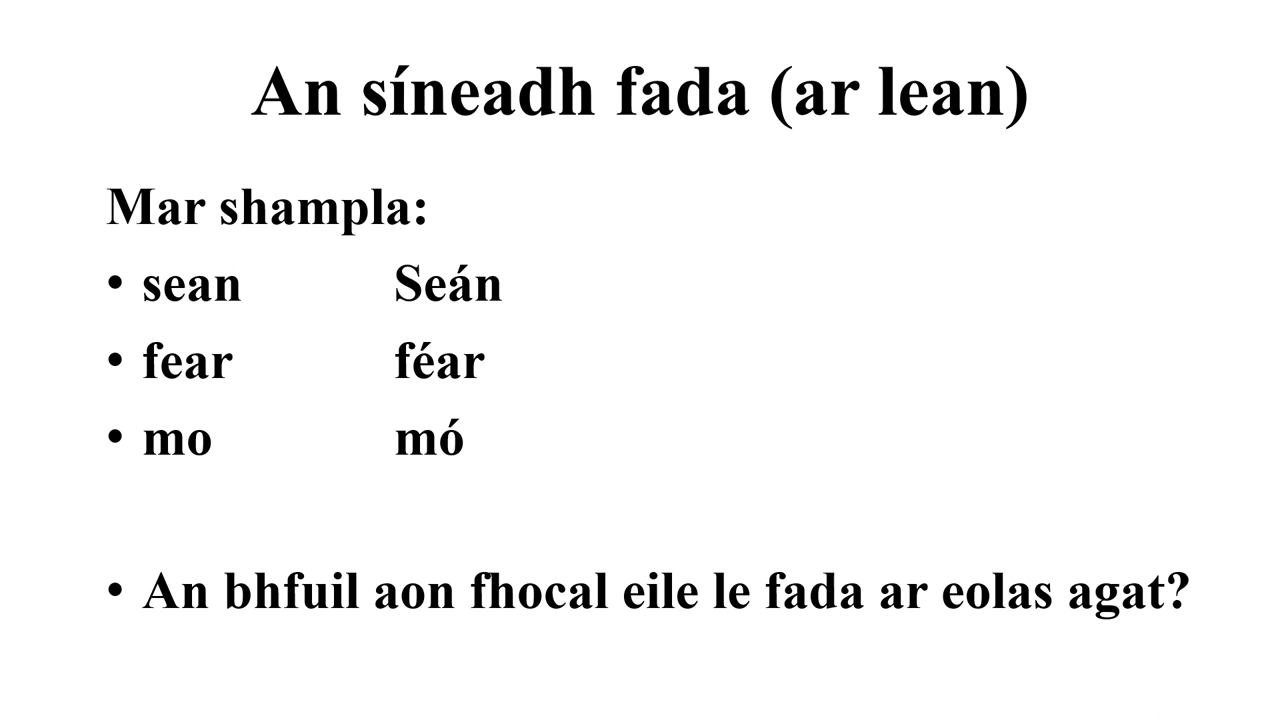 An síneadh fada (ar lean)
Mar shampla:
• sean Seán
• fear féar
• mo mó
• An bhfuil aon fhocal eile le fada ar eolas agat?